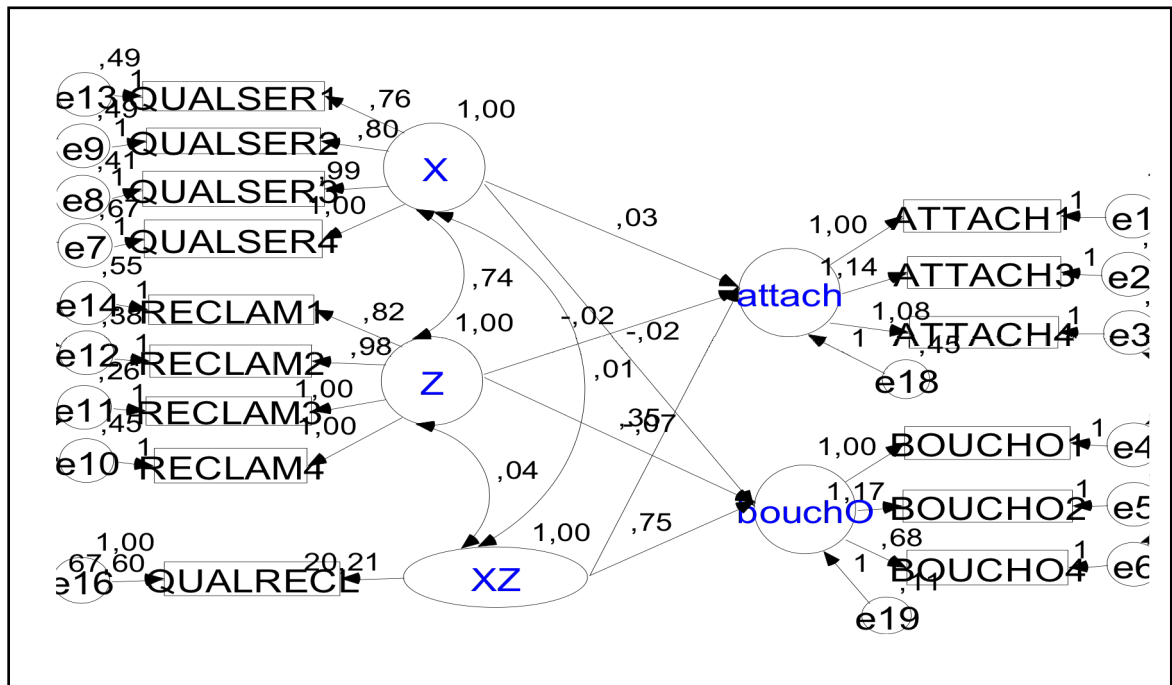 ,49
e13 1 QUALSER1 ,76 1,00
,49
e9 1 QUALSER2 ,80
,41
e8 1 QUALSER3 ,99
,67
e7 1 QUALSER4 1,00
X
,55
e14 1 RECLAM1 ,82 1,00
,38
e12 1 RECLAM2 ,98
,26
e11 1 RECLAM3 1,00
,45
e10 1 RECLAM4 1,00
Z
,74
,04
,01
1,00
67,60
e16 QUALRECL 20,21
XZ
1,00
,03
-,02
-,02
,35
-,07
,75
attach
1,00 ATTACH1 1 e1
1,14 ATTACH3 1 e2
1,08 ATTACH4 1 e3
1 ,45
e18
bouchO
1,00 BOUCHO1 1 e4
1,17 BOUCHO2 1 e5
,68 BOUCHO4 1 e6
1 ,11
e19